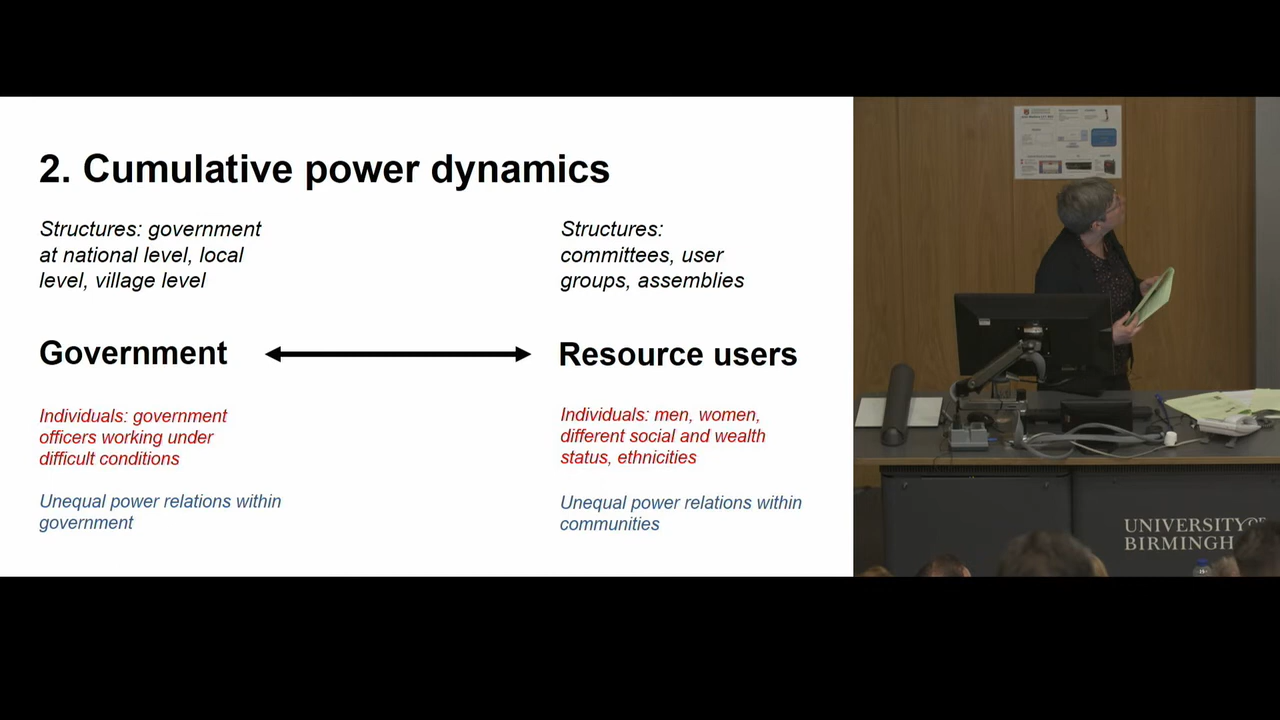 2. Cumulative power dynamics
Structures: government
at national level, local
level, village level
Structures:
committees, user
groups, assemblies
Government
Resource users
Individuals: government
officers working under
difficult conditions
Individuals: men, women,
different social and wealth
status, ethnicities
Unequal power relations within
government
Unequal power relations within
communities
UNIVERSITY OF
BIRMINGH